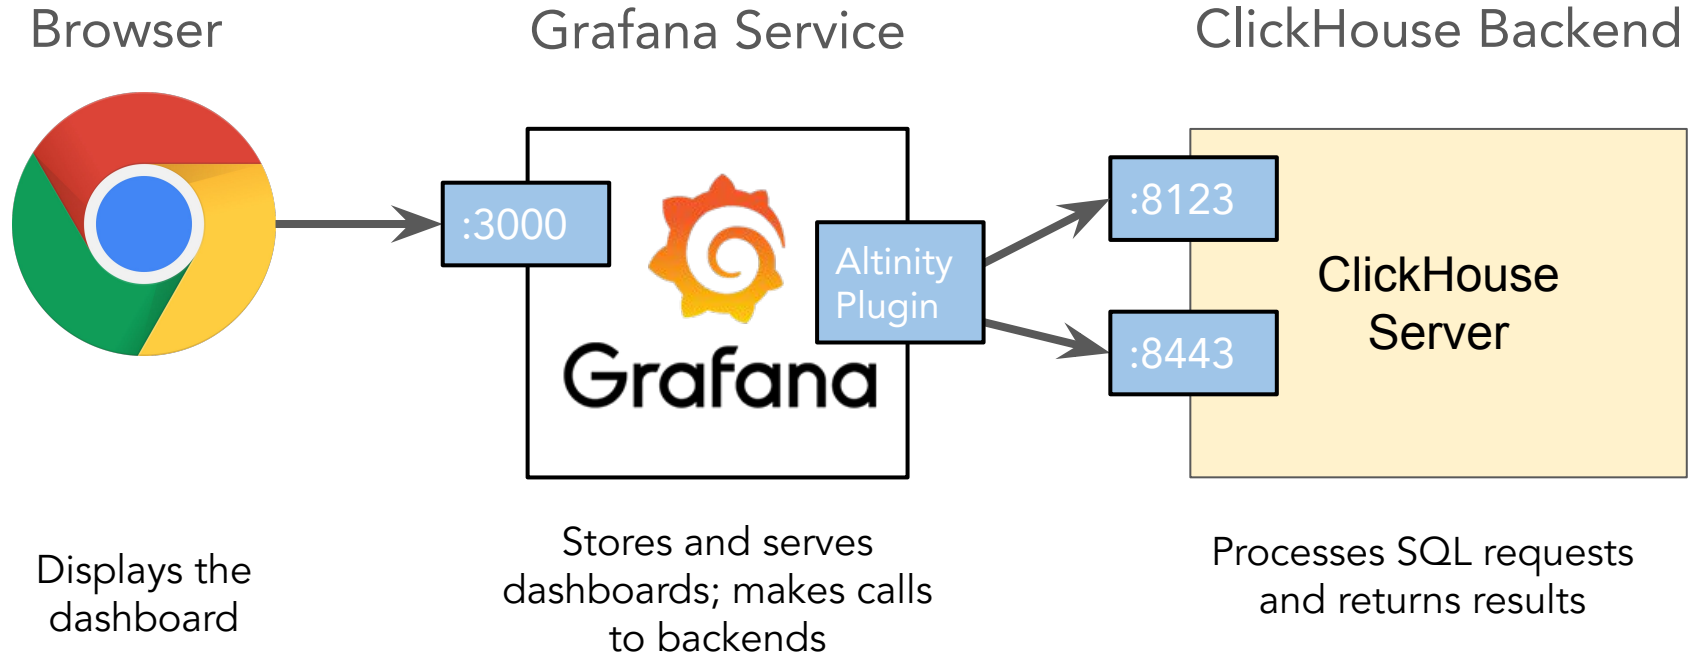 Browser
Grafana Service
ClickHouse Backend
:3000
Grafana
Altinity
Plugin
:8123
:8443
ClickHouse
Server
Displays the
dashboard
Stores and serves
dashboards; makes calls
to backends
Processes SQL requests
and returns results